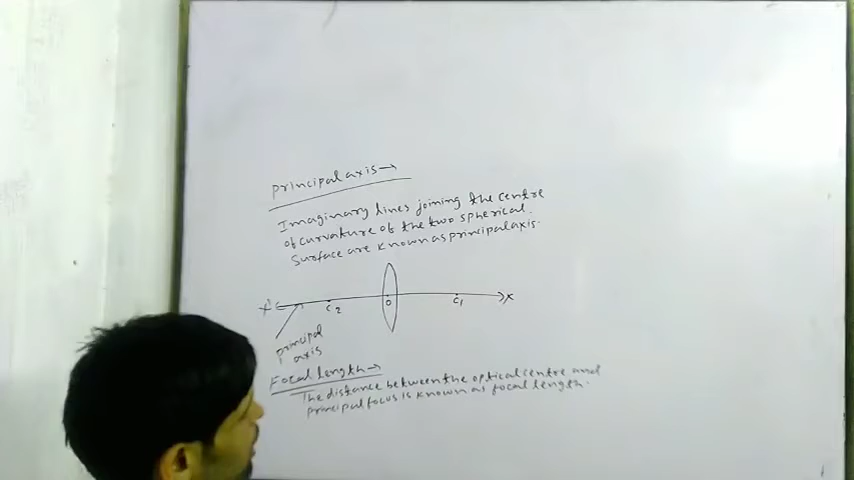 principal axis →
Imaginary lines joining the centre
of curvature of the two spherical.
Surface are known as principal axis.
X' C2 O C1 X
principal
axis
Focal length →
The distance between the optical centre and
principal focus is known as focal length.